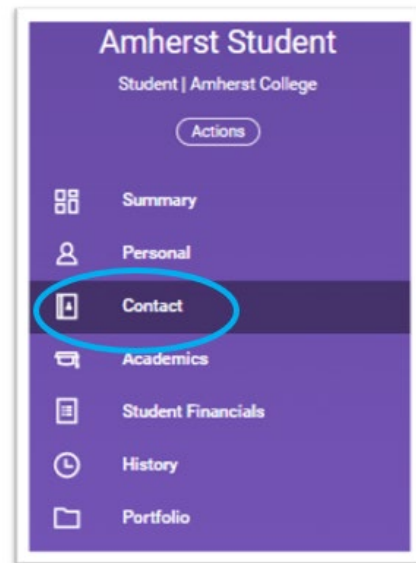 Amherst Student
Student | Amherst College
Actions
Summary
Personal
Contact
Academics
Student Financials
History
Portfolio